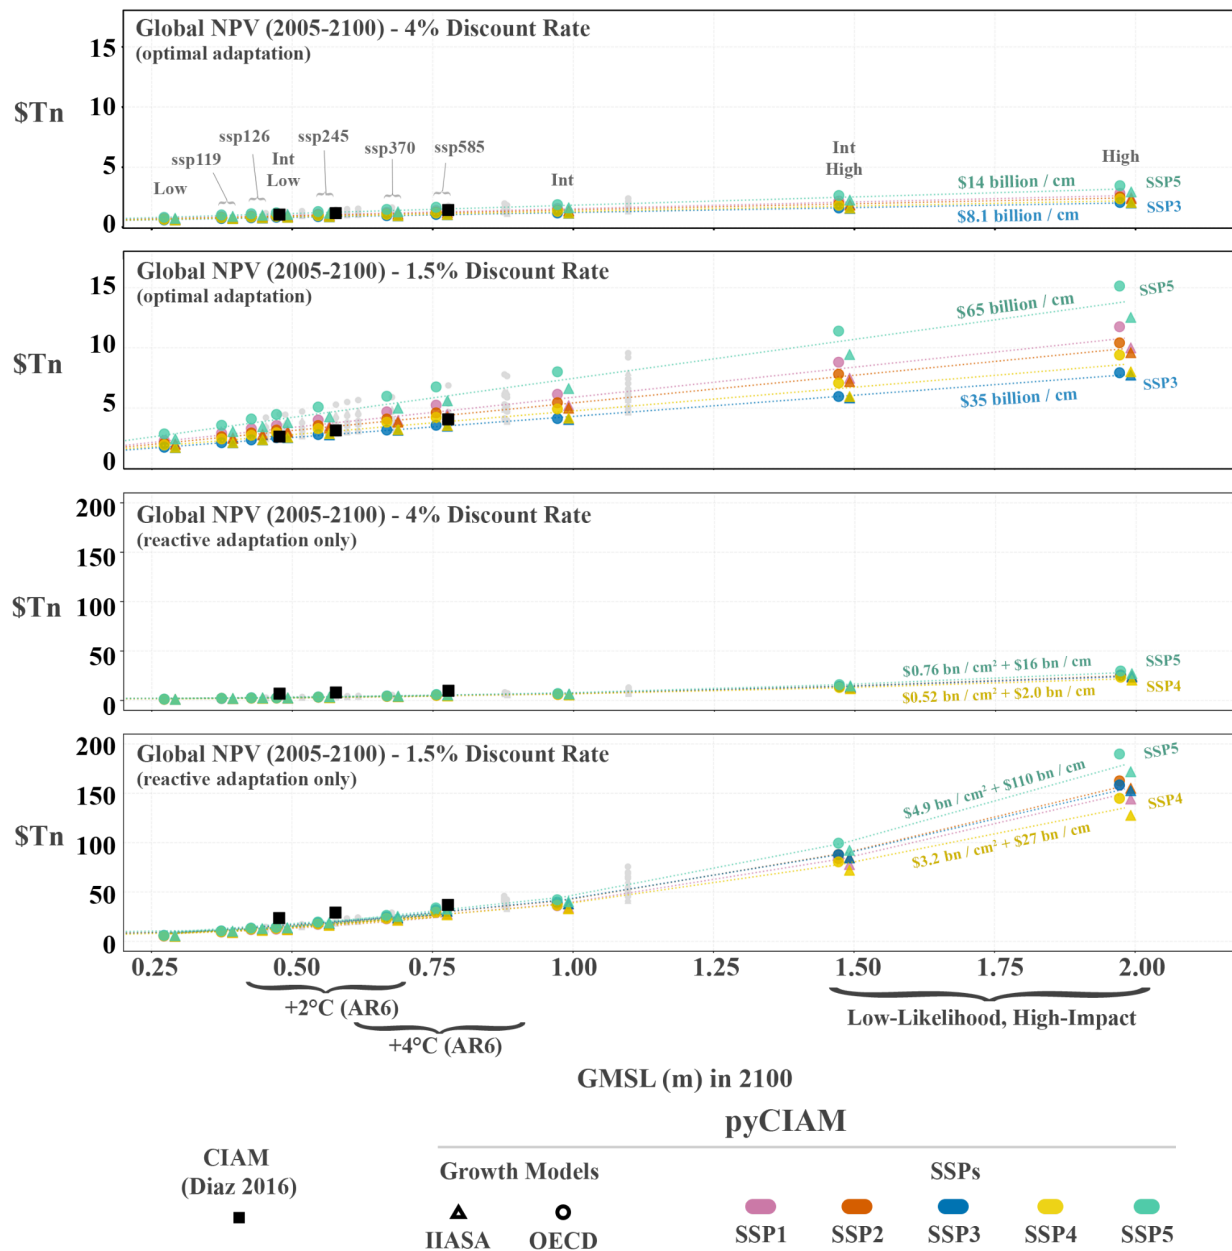 Global NPV (2005-2100) - 4% Discount Rate
(optimal adaptation)
15
10
5
0
$Tn
Low
ssp119
ssp126
Int
Low
ssp245
ssp370
ssp585
Int
Int
High
High
$14 billion / cm
$8.1 billion / cm
SSP5
SSP3
Global NPV (2005-2100) - 1.5% Discount Rate
(optimal adaptation)
15
10
5
0
$Tn
$65 billion / cm
$35 billion / cm
SSP5
SSP3
Global NPV (2005-2100) - 4% Discount Rate
(reactive adaptation only)
200
150
100
50
0
$Tn
$0.76 bn / cm² + $16 bn / cm
$0.52 bn / cm² + $2.0 bn / cm
SSP5
SSP4
Global NPV (2005-2100) - 1.5% Discount Rate
(reactive adaptation only)
200
150
100
50
0
$Tn
$4.9 bn / cm² + $110 bn / cm
$3.2 bn / cm² + $27 bn / cm
SSP5
SSP4
0.25 0.50 0.75 1.00 1.25 1.50 1.75 2.00
+2°C (AR6)
+4°C (AR6)
Low-Likelihood, High-Impact
GMSL (m) in 2100
pyCIAM
CIAM
(Diaz 2016)
Growth Models
IIASA OECD
SSPs
SSP1 SSP2 SSP3 SSP4 SSP5